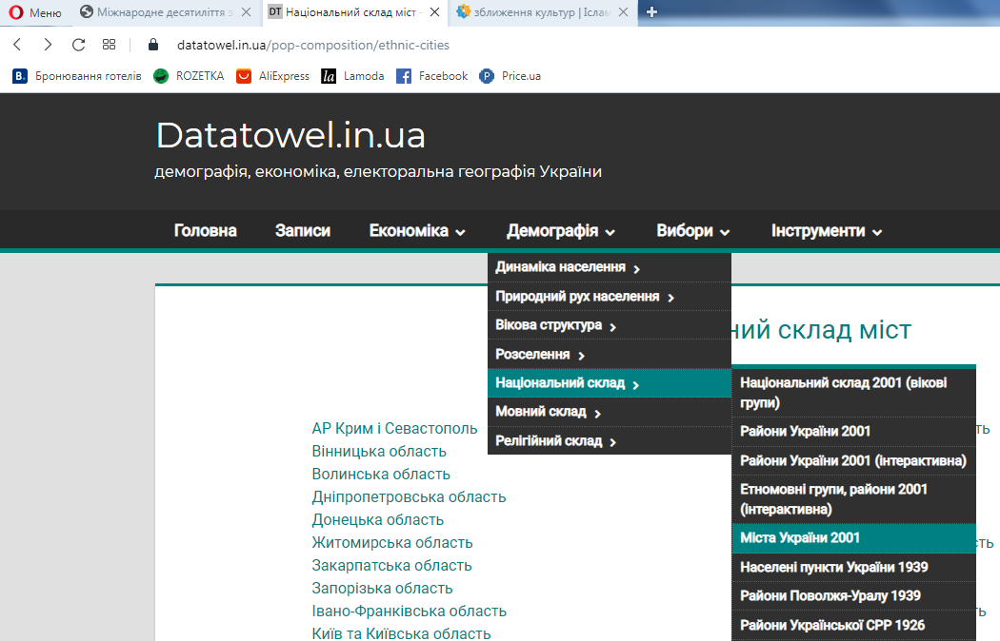 Меню
Міжнародне десятиліття з
DT Національний склад міст -
зближення культур | Іслам
datatowel.in.ua/pop-composition/ethnic-cities
B. Бронювання готелів
ROZETKA
AliExpress
la Lamoda
f Facebook
P Price.ua
Datatowel.in.ua
демографія, економіка, електоральна географія України
Головна
Записи
Економіка
Демографія
Вибори
Інструменти
Динаміка населення
Природний рух населення
Вікова структура
Розселення
Національний склад
Мовний склад
Релігійний склад
ний склад міст
Національний склад 2001 (вікові
групи)
Райони України 2001
Райони України 2001 (інтерактивна)
Етномовні групи, райони 2001
(інтерактивна)
Міста України 2001
Населені пункти України 1939
Райони Поволжя-Уралу 1939
Райони Української СРР 1926
АР Крим і Севастополь
Вінницька область
Волинська область
Дніпропетровська область
Донецька область
Житомирська область
Закарпатська область
Запорізька область
Івано-Франківська область
Київ та Київська область